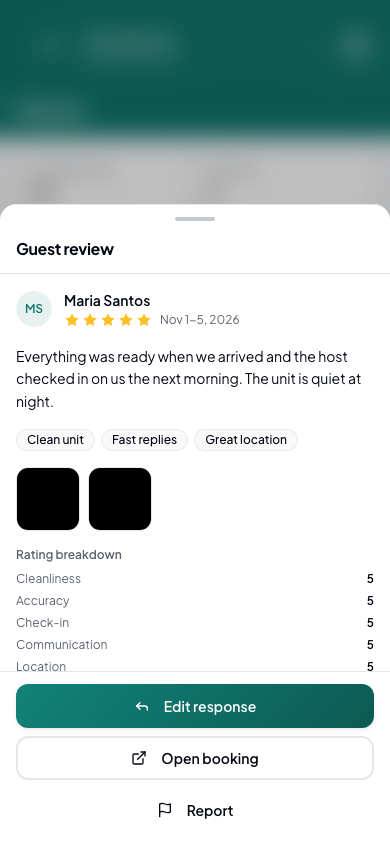 Guest review
MS
Maria Santos
Nov 1–5, 2026
Everything was ready when we arrived and the host
checked in on us the next morning. The unit is quiet at
night.
Clean unit
Fast replies
Great location
Rating breakdown
Cleanliness 5
Accuracy 5
Check-in 5
Communication 5
Location 5
Edit response
Open booking
Report